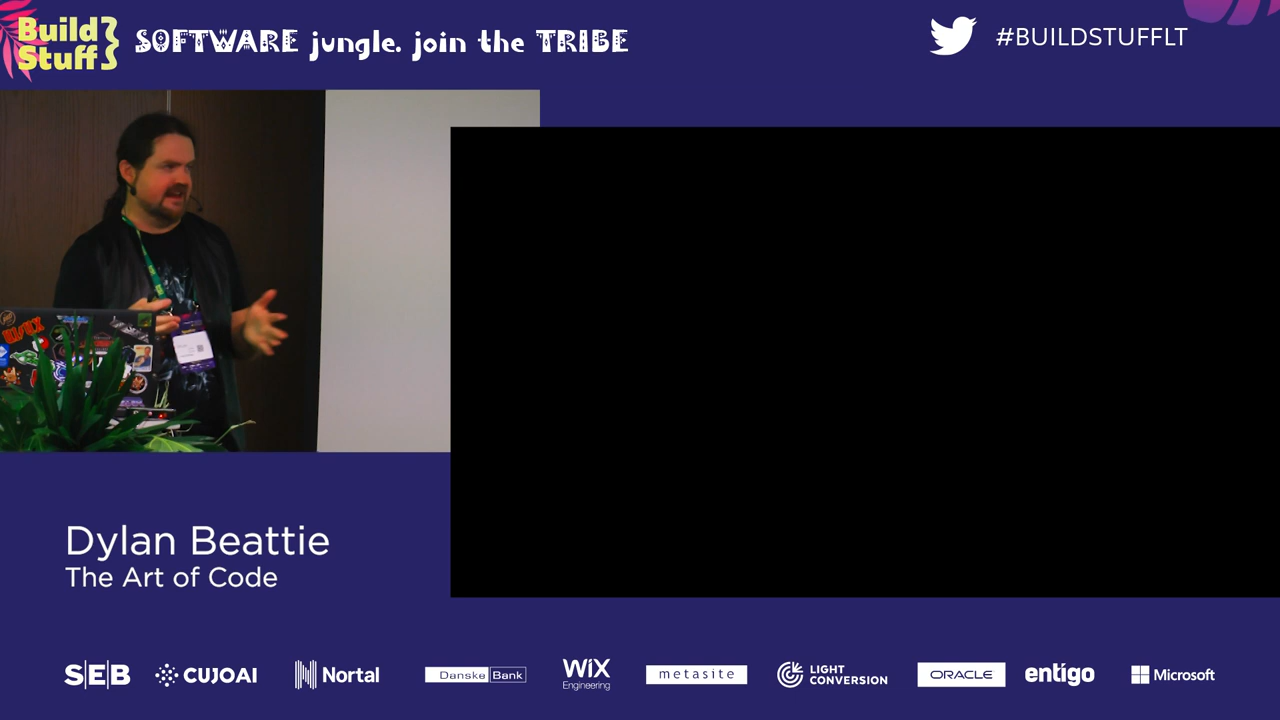 Build
Stuff
SOFTWARE jungle. join the TRIBE
#BUILDSTUFFLT
Dylan Beattie
The Art of Code
SEB
CUJOAI
Nortal
Danske Bank
WiX
Engineering
metasite
LIGHT
CONVERSION
ORACLE
entigo
Microsoft